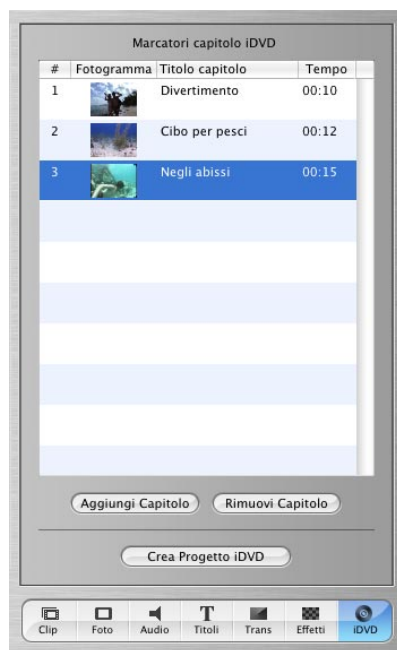 Marcatori capitolo iDVD
# Fotogramma Titolo capitolo Tempo
1 Divertimento 00:10
2 Cibo per pesci 00:12
3 Negli abissi 00:15
Aggiungi Capitolo Rimuovi Capitolo
Crea Progetto iDVD
T
Clip Foto Audio Titoli Trans Effetti iDVD